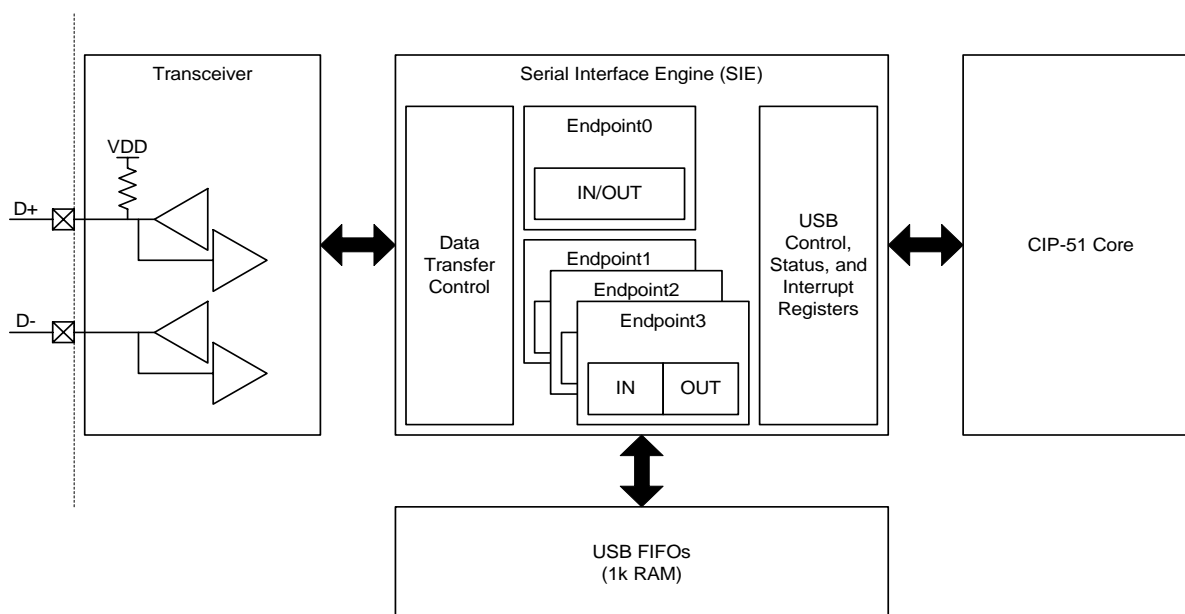 Transceiver
VDD
D+
D-
Serial Interface Engine (SIE)
Data
Transfer
Control
Endpoint0
IN/OUT
Endpoint1
Endpoint2
Endpoint3
IN
OUT
USB
Control,
Status, and
Interrupt
Registers
CIP-51 Core
USB FIFOs
(1k RAM)